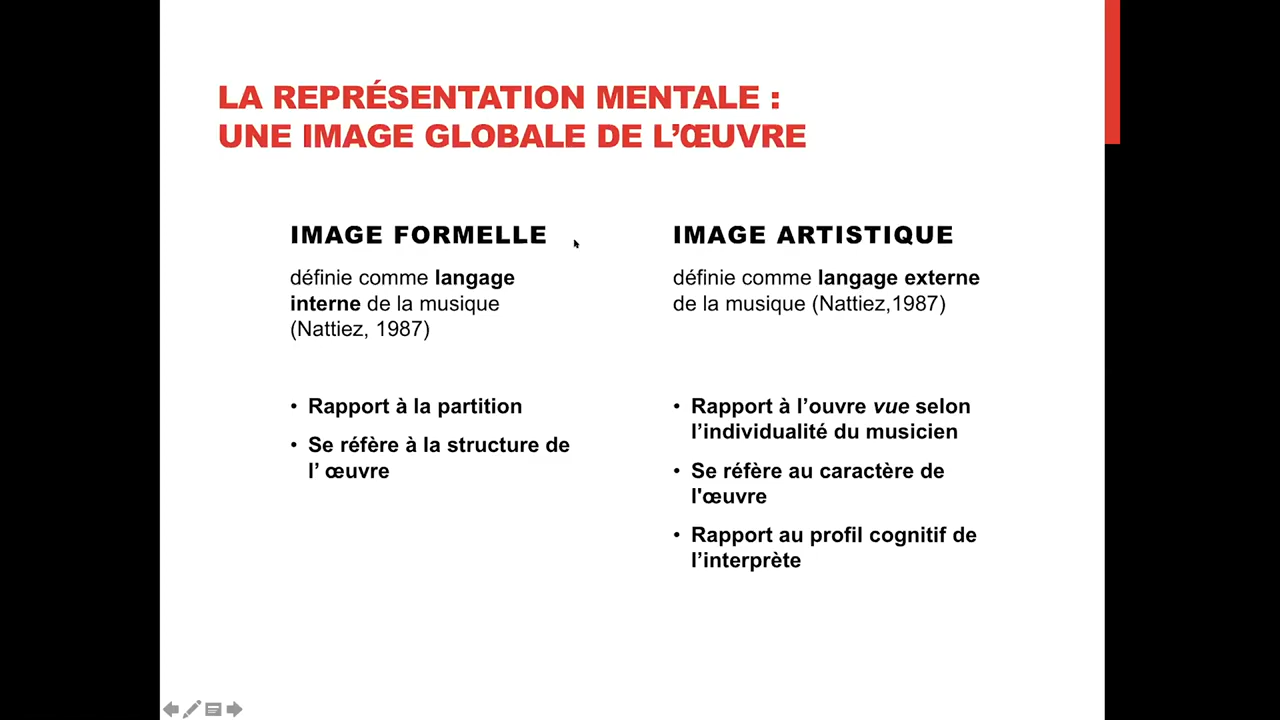 LA REPRÉSENTATION MENTALE :
UNE IMAGE GLOBALE DE L’ŒUVRE
IMAGE FORMELLE
définie comme langage
interne de la musique
(Nattiez, 1987)
• Rapport à la partition
• Se réfère à la structure de
l’ œuvre
IMAGE ARTISTIQUE
définie comme langage externe
de la musique (Nattiez,1987)
• Rapport à l’ouvre vue selon
l’individualité du musicien
• Se réfère au caractère de
l'œuvre
• Rapport au profil cognitif de
l’interprète